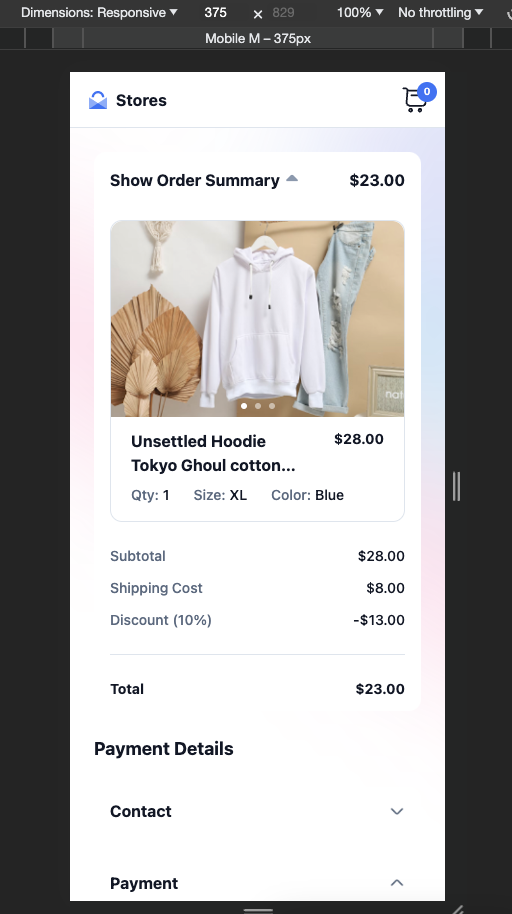 Dimensions: Responsive
375
×
829
100%
No throttling
Mobile M – 375px
Stores
0
Show Order Summary
$23.00
Unsettled Hoodie
$28.00
Tokyo Ghoul cotton...
Qty: 1
Size: XL
Color: Blue
Subtotal
$28.00
Shipping Cost
$8.00
Discount (10%)
-$13.00
Total
$23.00
Payment Details
Contact
Payment